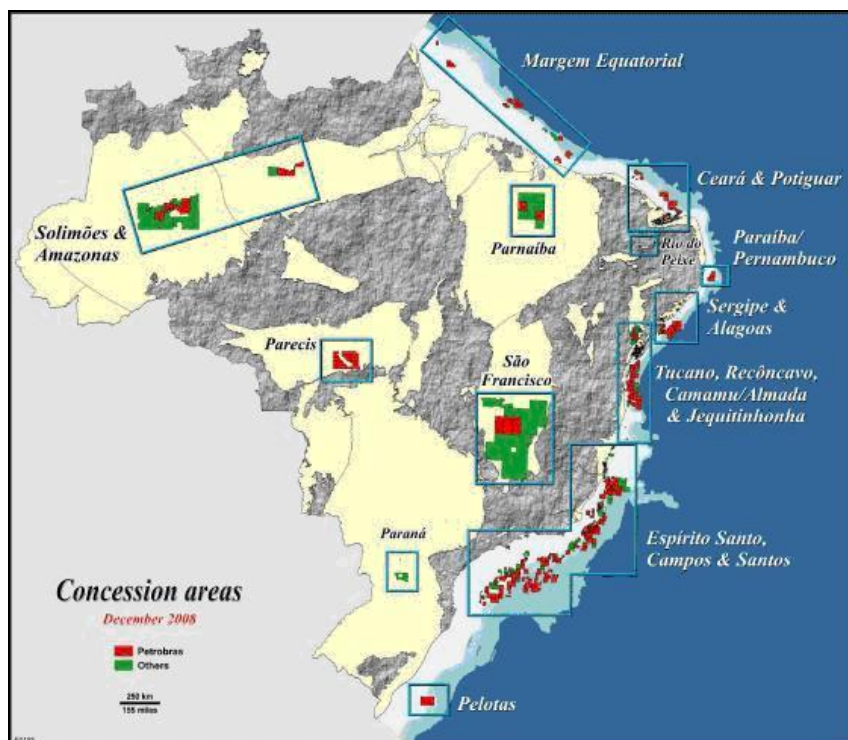 Margem Equatorial
Ceará & Potiguar
Solimões &
Amazonas
Parnaíba
Rio do
Peixe
Paraíba/
Pernambuco
Sergipe &
Alagoas
Parecis
São
Francisco
Tucano, Recôncavo,
Camamu/Almada
& Jequitinhonha
Paraná
Espírito Santo,
Campos & Santos
Concession areas
December 2008
Petrobras
Others
250 km
155 miles
Pelotas